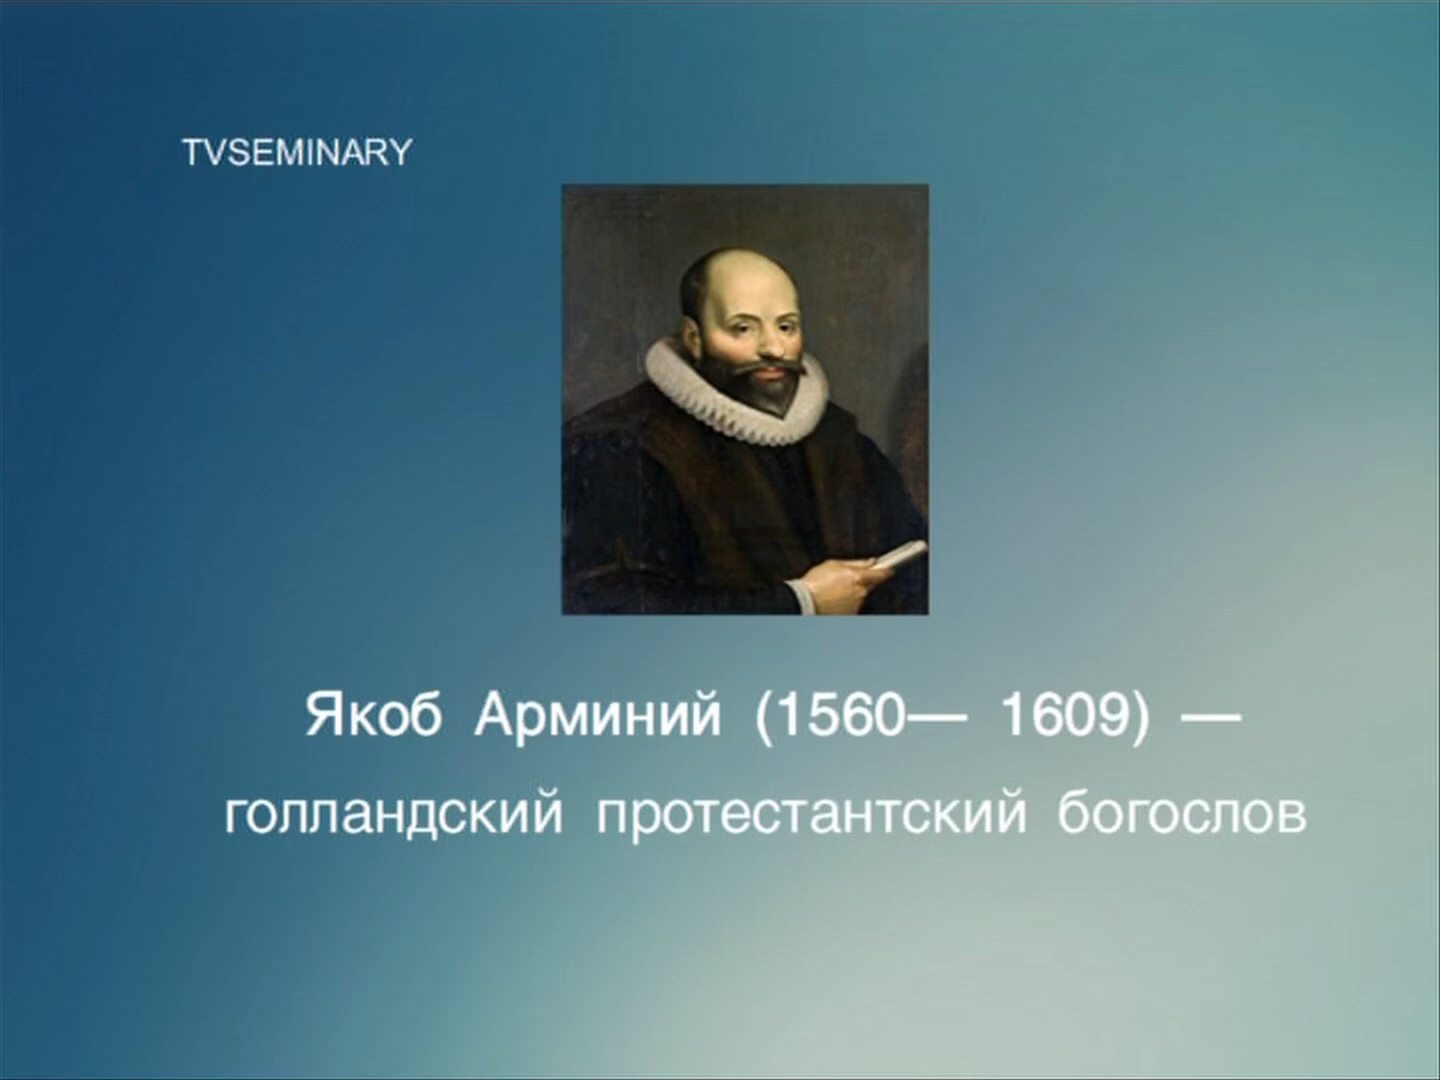 TVSEMINARY
Якоб Арминий (1560— 1609) —
голландский протестантский богослов